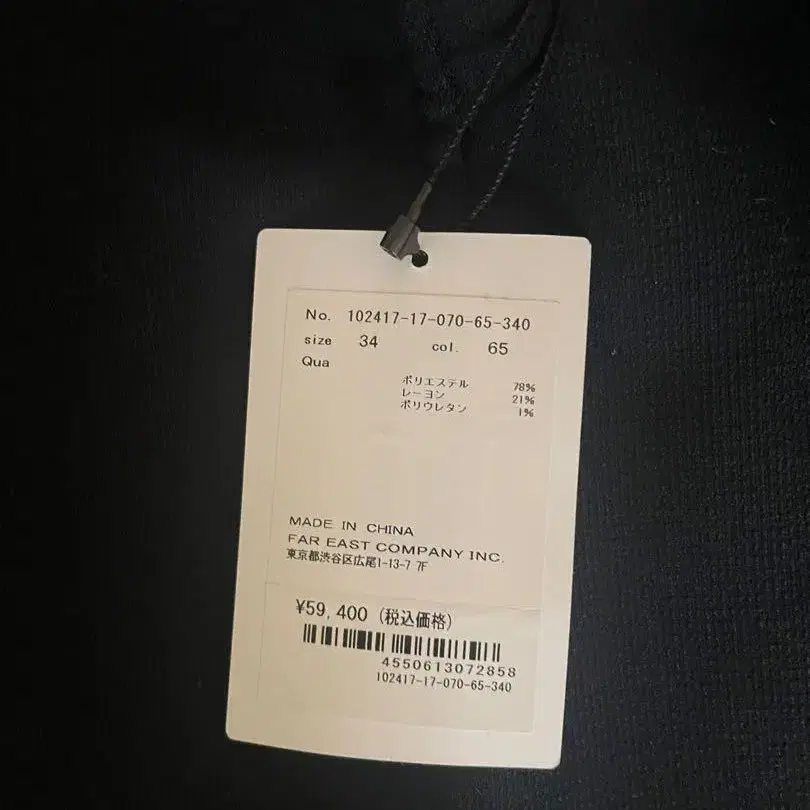 No. 102417-17-070-65-340
size 34 col. 65
Qua
ポリエステル 78%
レーヨン 21%
ポリウレタン 1%
MADE IN CHINA
FAR EAST COMPANY INC.
東京都渋谷区広尾1-13-7 7F
¥59,400 (税込価格)
4550613072858
102417-17-070-65-340